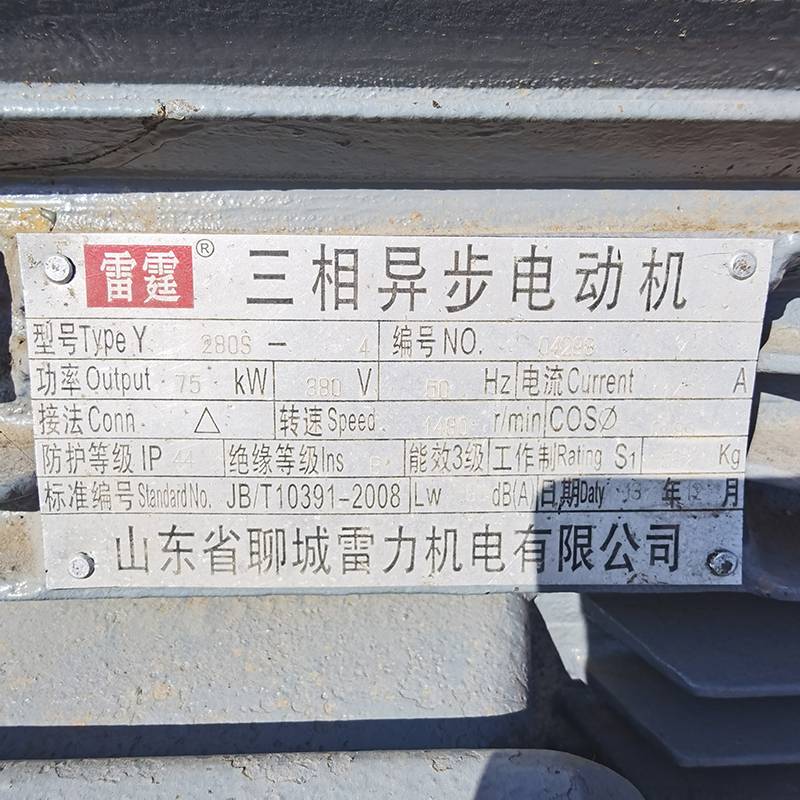 雷霆® 三相异步电动机
型号Type Y 280S — 4 编号NO.
功率Output 75 kW 380 V 50 Hz 电流Current A
接法Conn △ 转速Speed 1480 r/min COSØ
防护等级IP 44 绝缘等级Ins B 能效3级 工作制Rating S1 Kg
标准编号Standard No. JB/T10391-2008 Lw dB(A) 日期Daty 年 12 月
山东省聊城雷力机电有限公司